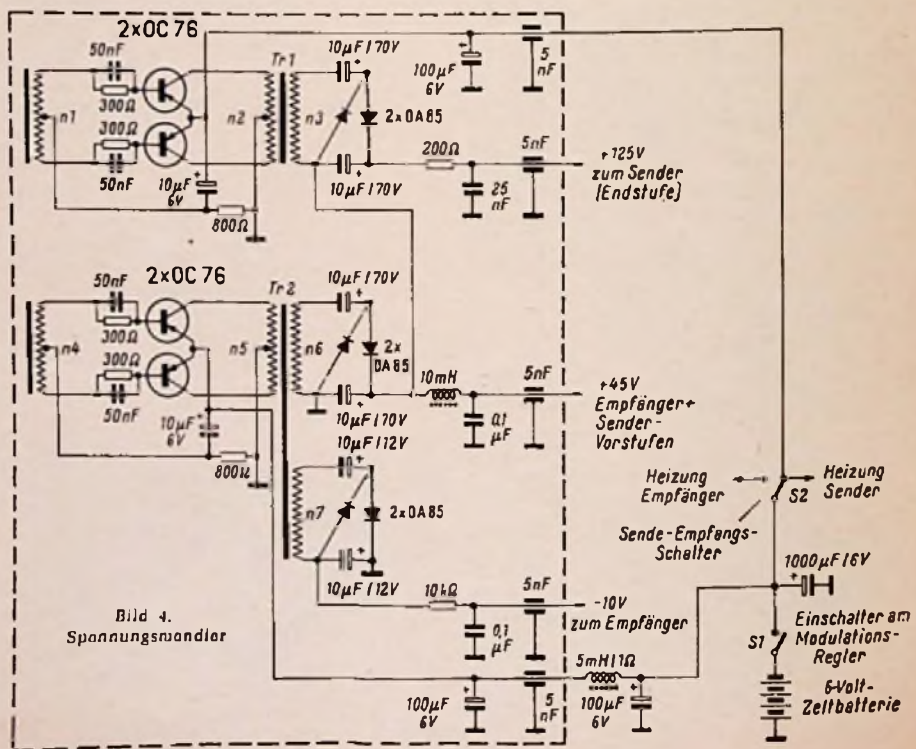 2xOC 76
50nF
300Ω
300Ω
50nF
n1
10µF
6V
800Ω
Tr1
n2
n3
10µF/70V
2xOA85
10µF/70V
100µF
6V
5
nF
200Ω
25
nF
5nF
+125V
zum Sender
(Endstufe)
2xOC 76
50nF
300Ω
300Ω
50nF
n4
10µF
6V
800Ω
Tr2
n5
n6
10µF/70V
2x
OA85
10µF/70V
10mH
0,1
µF
5nF
+45V
Empfänger+
Sender-
Vorstufen
10µF/12V
n7
2xOA85
10µF/12V
10kΩ
0,1
µF
5nF
-10V
zum Empfänger
Heizung
Empfänger
Heizung
Sender
S2
Sende-Empfangs-
Schalter
1000µF/6V
S1
Einschalter am
Modulations-
Regler
6-Volt-
Zeltbatterie
5mH/1Ω
100µF
6V
5
nF
100µF
6V
Bild 4.
Spannungswandler